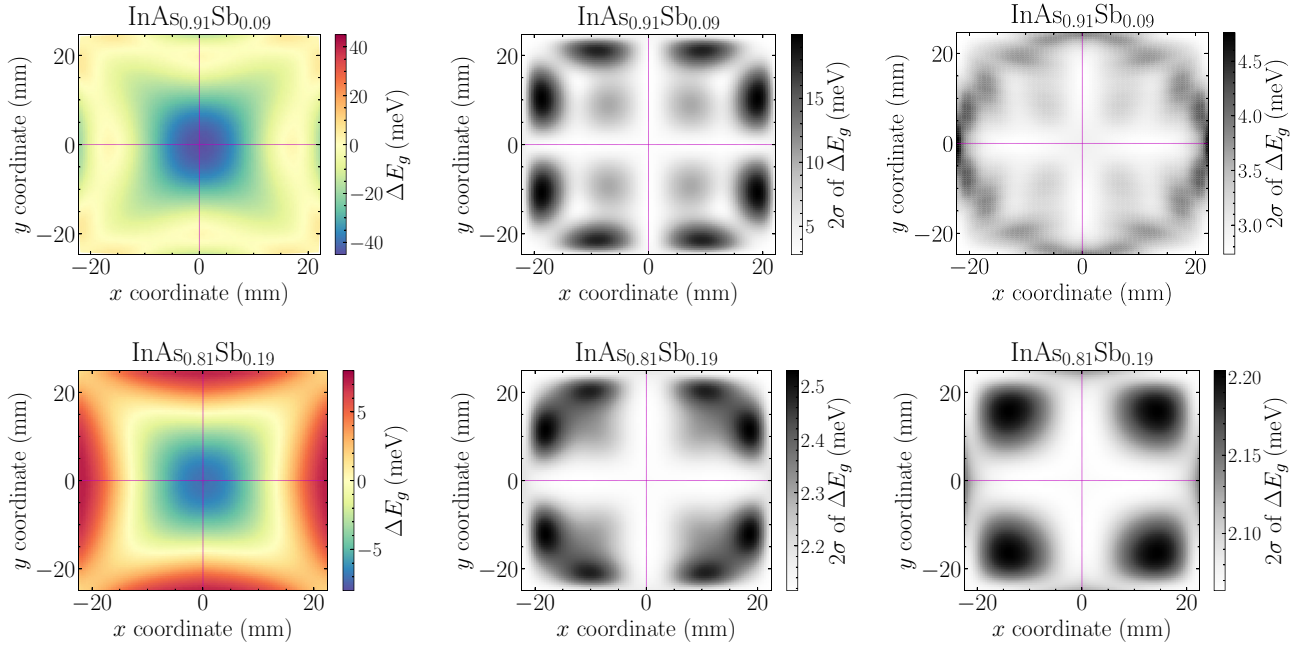 InAs0.91Sb0.09
InAs0.91Sb0.09
InAs0.91Sb0.09
20
0
−20
y coordinate (mm)
−20 0 20
x coordinate (mm)
40
20
0
−20
−40
ΔEg (meV)
20
0
−20
y coordinate (mm)
−20 0 20
x coordinate (mm)
15
10
5
2σ of ΔEg (meV)
20
0
−20
y coordinate (mm)
−20 0 20
x coordinate (mm)
4.5
4.0
3.5
3.0
2σ of ΔEg (meV)
InAs0.81Sb0.19
InAs0.81Sb0.19
InAs0.81Sb0.19
20
0
−20
y coordinate (mm)
−20 0 20
x coordinate (mm)
5
0
−5
ΔEg (meV)
20
0
−20
y coordinate (mm)
−20 0 20
x coordinate (mm)
2.5
2.4
2.3
2.2
2σ of ΔEg (meV)
20
0
−20
y coordinate (mm)
−20 0 20
x coordinate (mm)
2.20
2.15
2.10
2σ of ΔEg (meV)